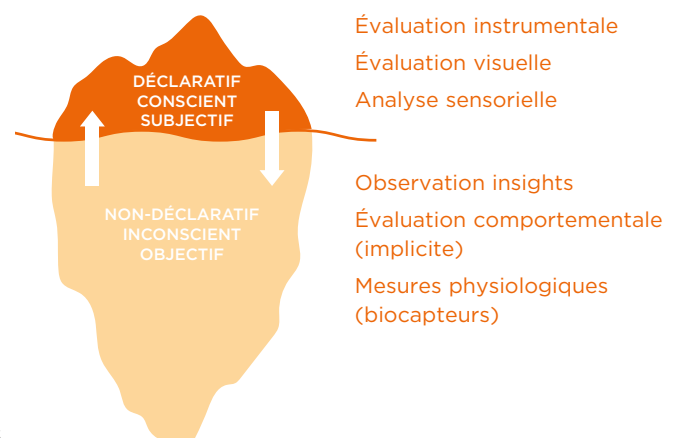 Évaluation instrumentale
Évaluation visuelle
Analyse sensorielle
DÉCLARATIF
CONSCIENT
SUBJECTIF
Observation insights
Évaluation comportementale
(implicite)
Mesures physiologiques
(biocapteurs)
NON-DÉCLARATIF
INCONSCIENT
OBJECTIF